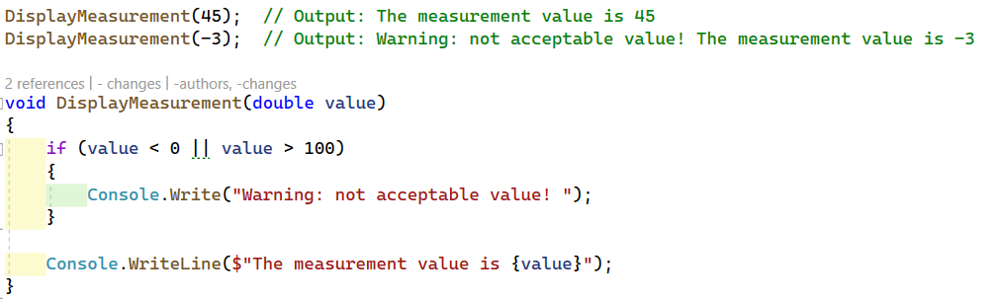 DisplayMeasurement(45);  // Output: The measurement value is 45
DisplayMeasurement(-3);  // Output: Warning: not acceptable value! The measurement value is -3
2 references | - changes | -authors, -changes
void DisplayMeasurement(double value)
{
    if (value < 0 || value > 100)
    {
        Console.Write("Warning: not acceptable value! ");
    }
    Console.WriteLine($"The measurement value is {value}");
}